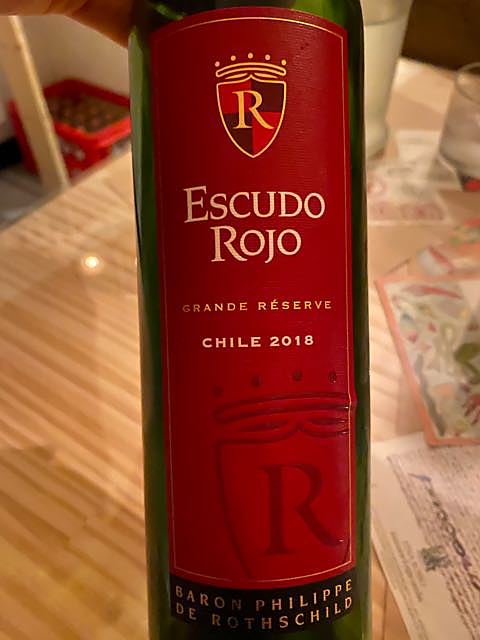 R
ESCUDO
ROJO
GRANDE RÉSERVE
CHILE 2018
R
BARON PHILIPPE
DE ROTHSCHILD